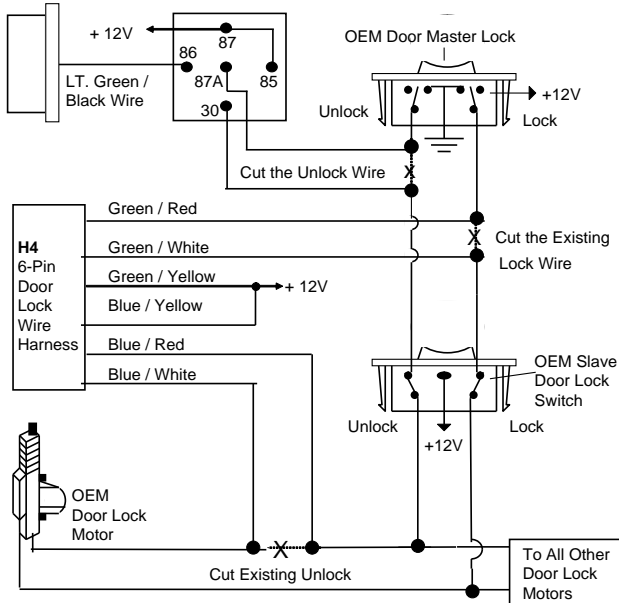 + 12V
87
86
LT. Green /
Black Wire
87A
85
30
OEM Door Master Lock
Unlock
+12V
Lock
Cut the Unlock Wire
H4
6-Pin
Door
Lock
Wire
Harness
Green / Red
Green / White
Green / Yellow
Blue / Yellow
Blue / Red
Blue / White
+ 12V
X
X
Cut the Existing
Lock Wire
OEM Slave
Door Lock
Switch
Unlock
+12V
Lock
OEM
Door Lock
Motor
X
Cut Existing Unlock
To All Other
Door Lock
Motors